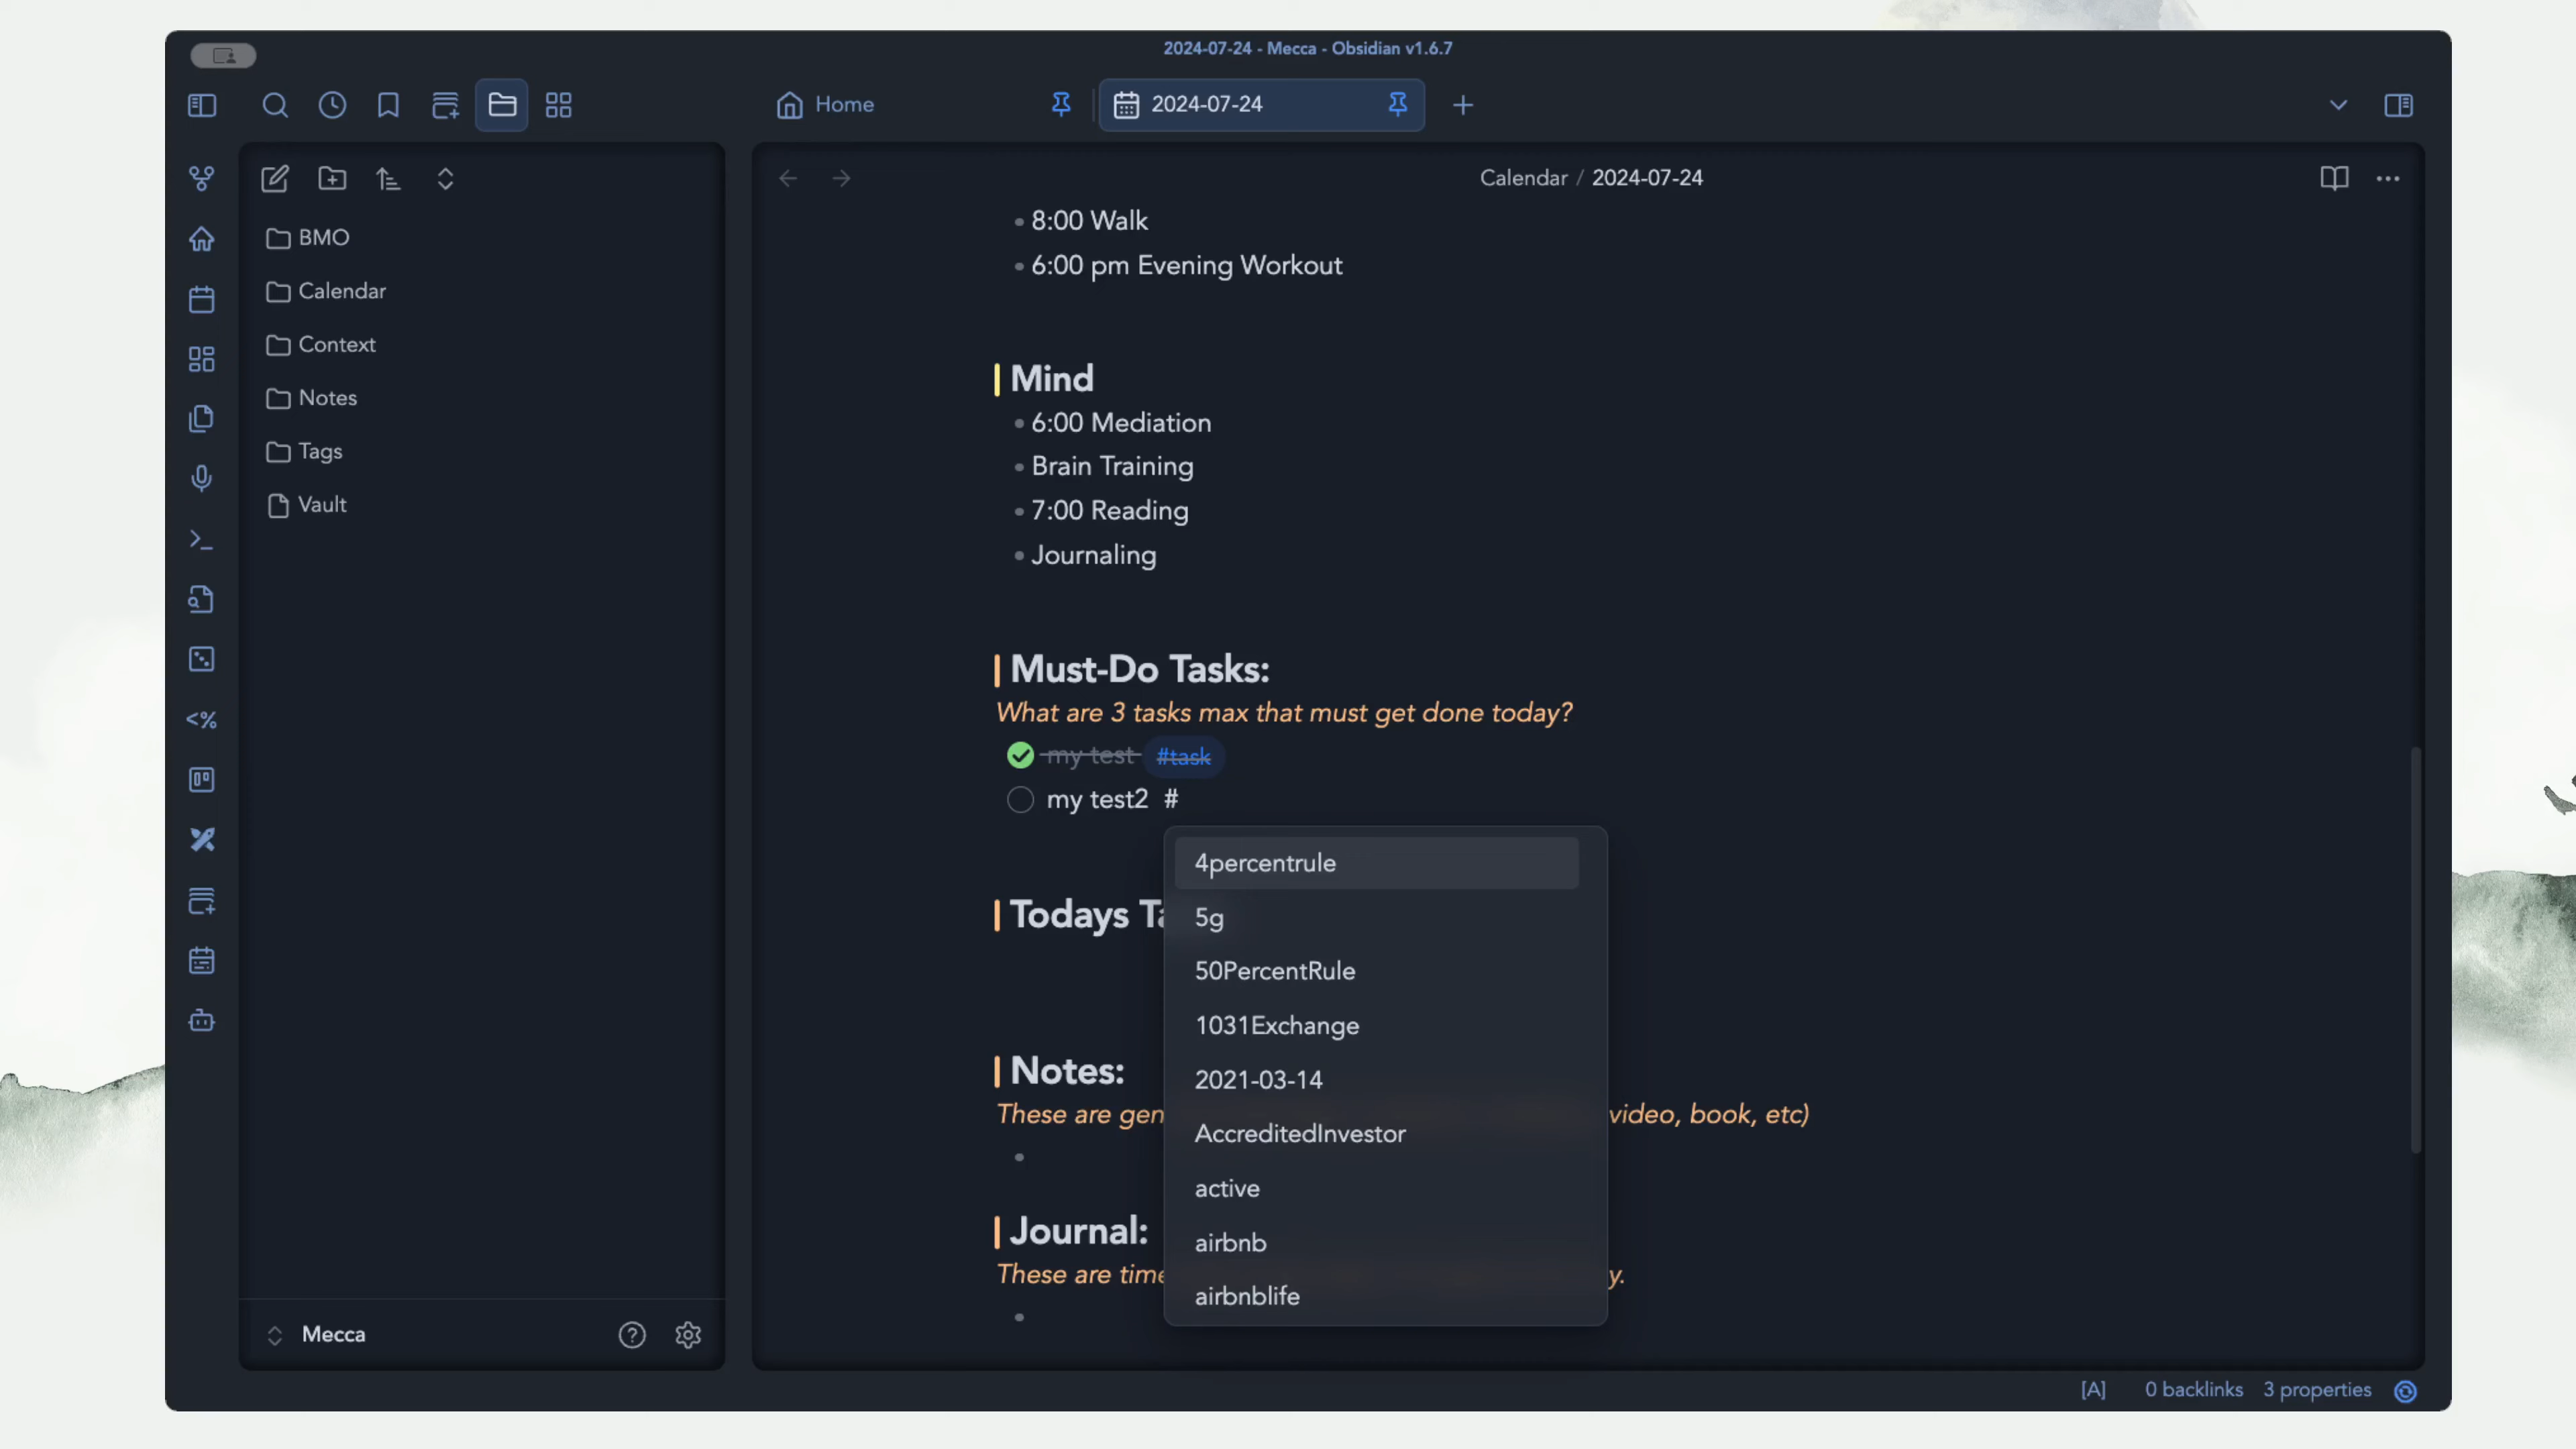 2024-07-24 - Mecca - Obsidian v1.6.7
Home
2024-07-24
Calendar / 2024-07-24
BMO
Calendar
Context
Notes
Tags
Vault
8:00 Walk
6:00 pm Evening Workout
Mind
6:00 Mediation
Brain Training
7:00 Reading
Journaling
Must-Do Tasks:
What are 3 tasks max that must get done today?
my test #task
my test2 #
4percentrule
Todays
5g
50PercentRule
1031Exchange
Notes:
2021-03-14
These are video, book, etc)
AccreditedInvestor
active
Journal:
airbnb
These are
airbnblife
Mecca
[A] 0 backlinks 3 properties